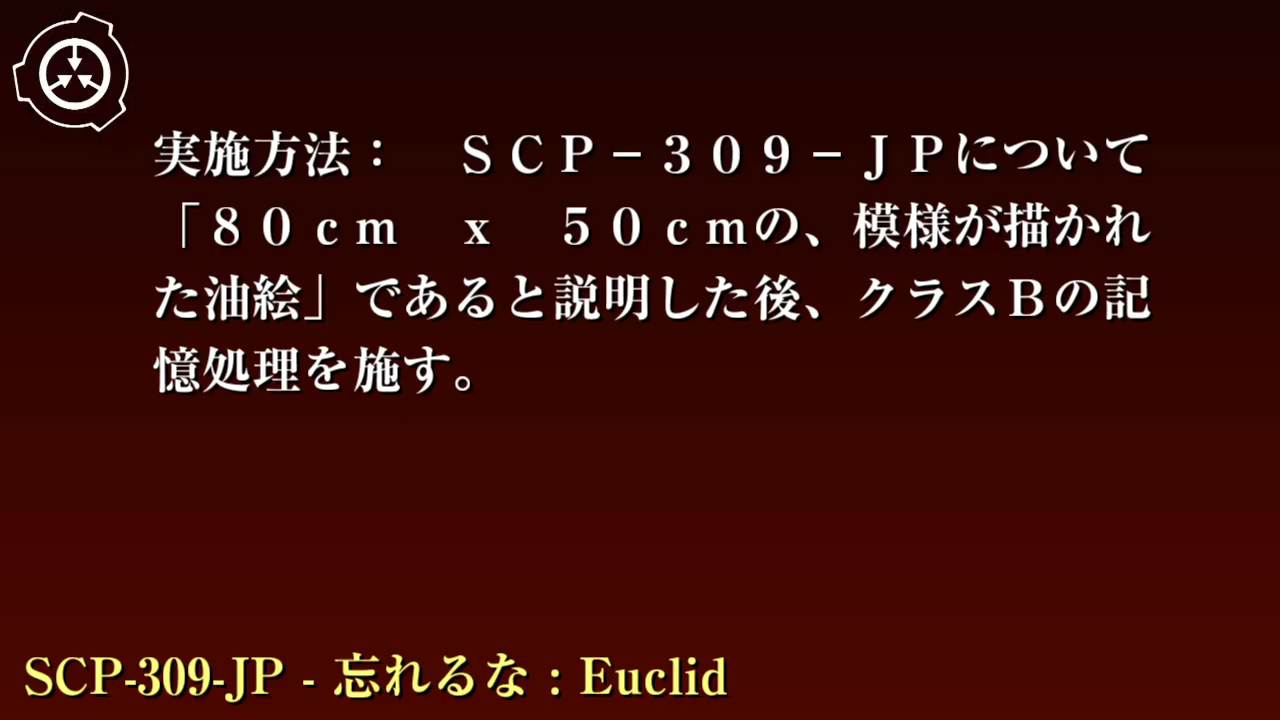 実施方法：　ＳＣＰ－３０９－ＪＰについて
「８０ｃｍ　ｘ　５０ｃｍの、模様が描かれ
た油絵」であると説明した後、クラスＢの記
憶処理を施す。
SCP-309-JP - 忘れるな : Euclid